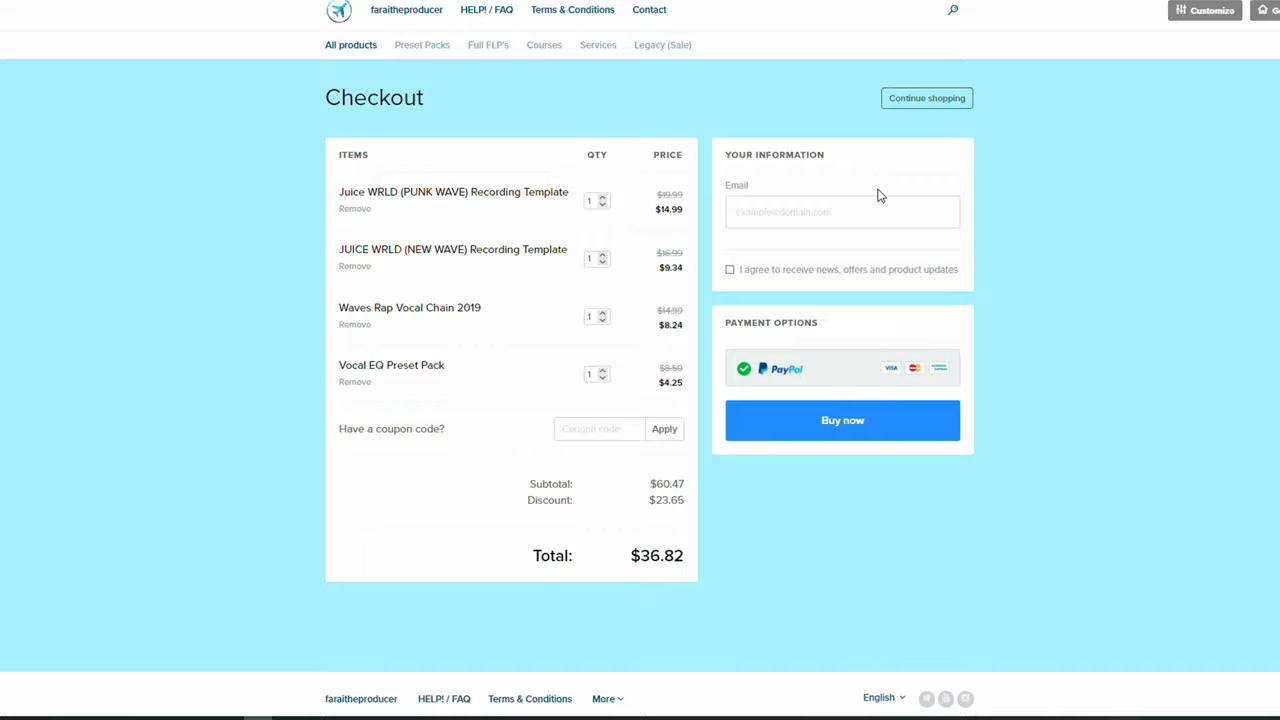 faraitheproducer HELP! / FAQ Terms & Conditions Contact
Customize
All products Preset Packs Full FLP's Courses Services Legacy (Sale)
Checkout
Continue shopping
ITEMS QTY PRICE
Juice WRLD (PUNK WAVE) Recording Template 1 $19.99
Remove $14.99
JUICE WRLD (NEW WAVE) Recording Template 1 $16.99
Remove $9.34
Waves Rap Vocal Chain 2019 1 $14.99
Remove $8.24
Vocal EQ Preset Pack 1 $8.50
Remove $4.25
Have a coupon code? Coupon code Apply
Subtotal: $60.47
Discount: $23.65
Total: $36.82
YOUR INFORMATION
Email
example@domain.com
I agree to receive news, offers and product updates
PAYMENT OPTIONS
PayPal VISA
Buy now
faraitheproducer HELP! / FAQ Terms & Conditions More English